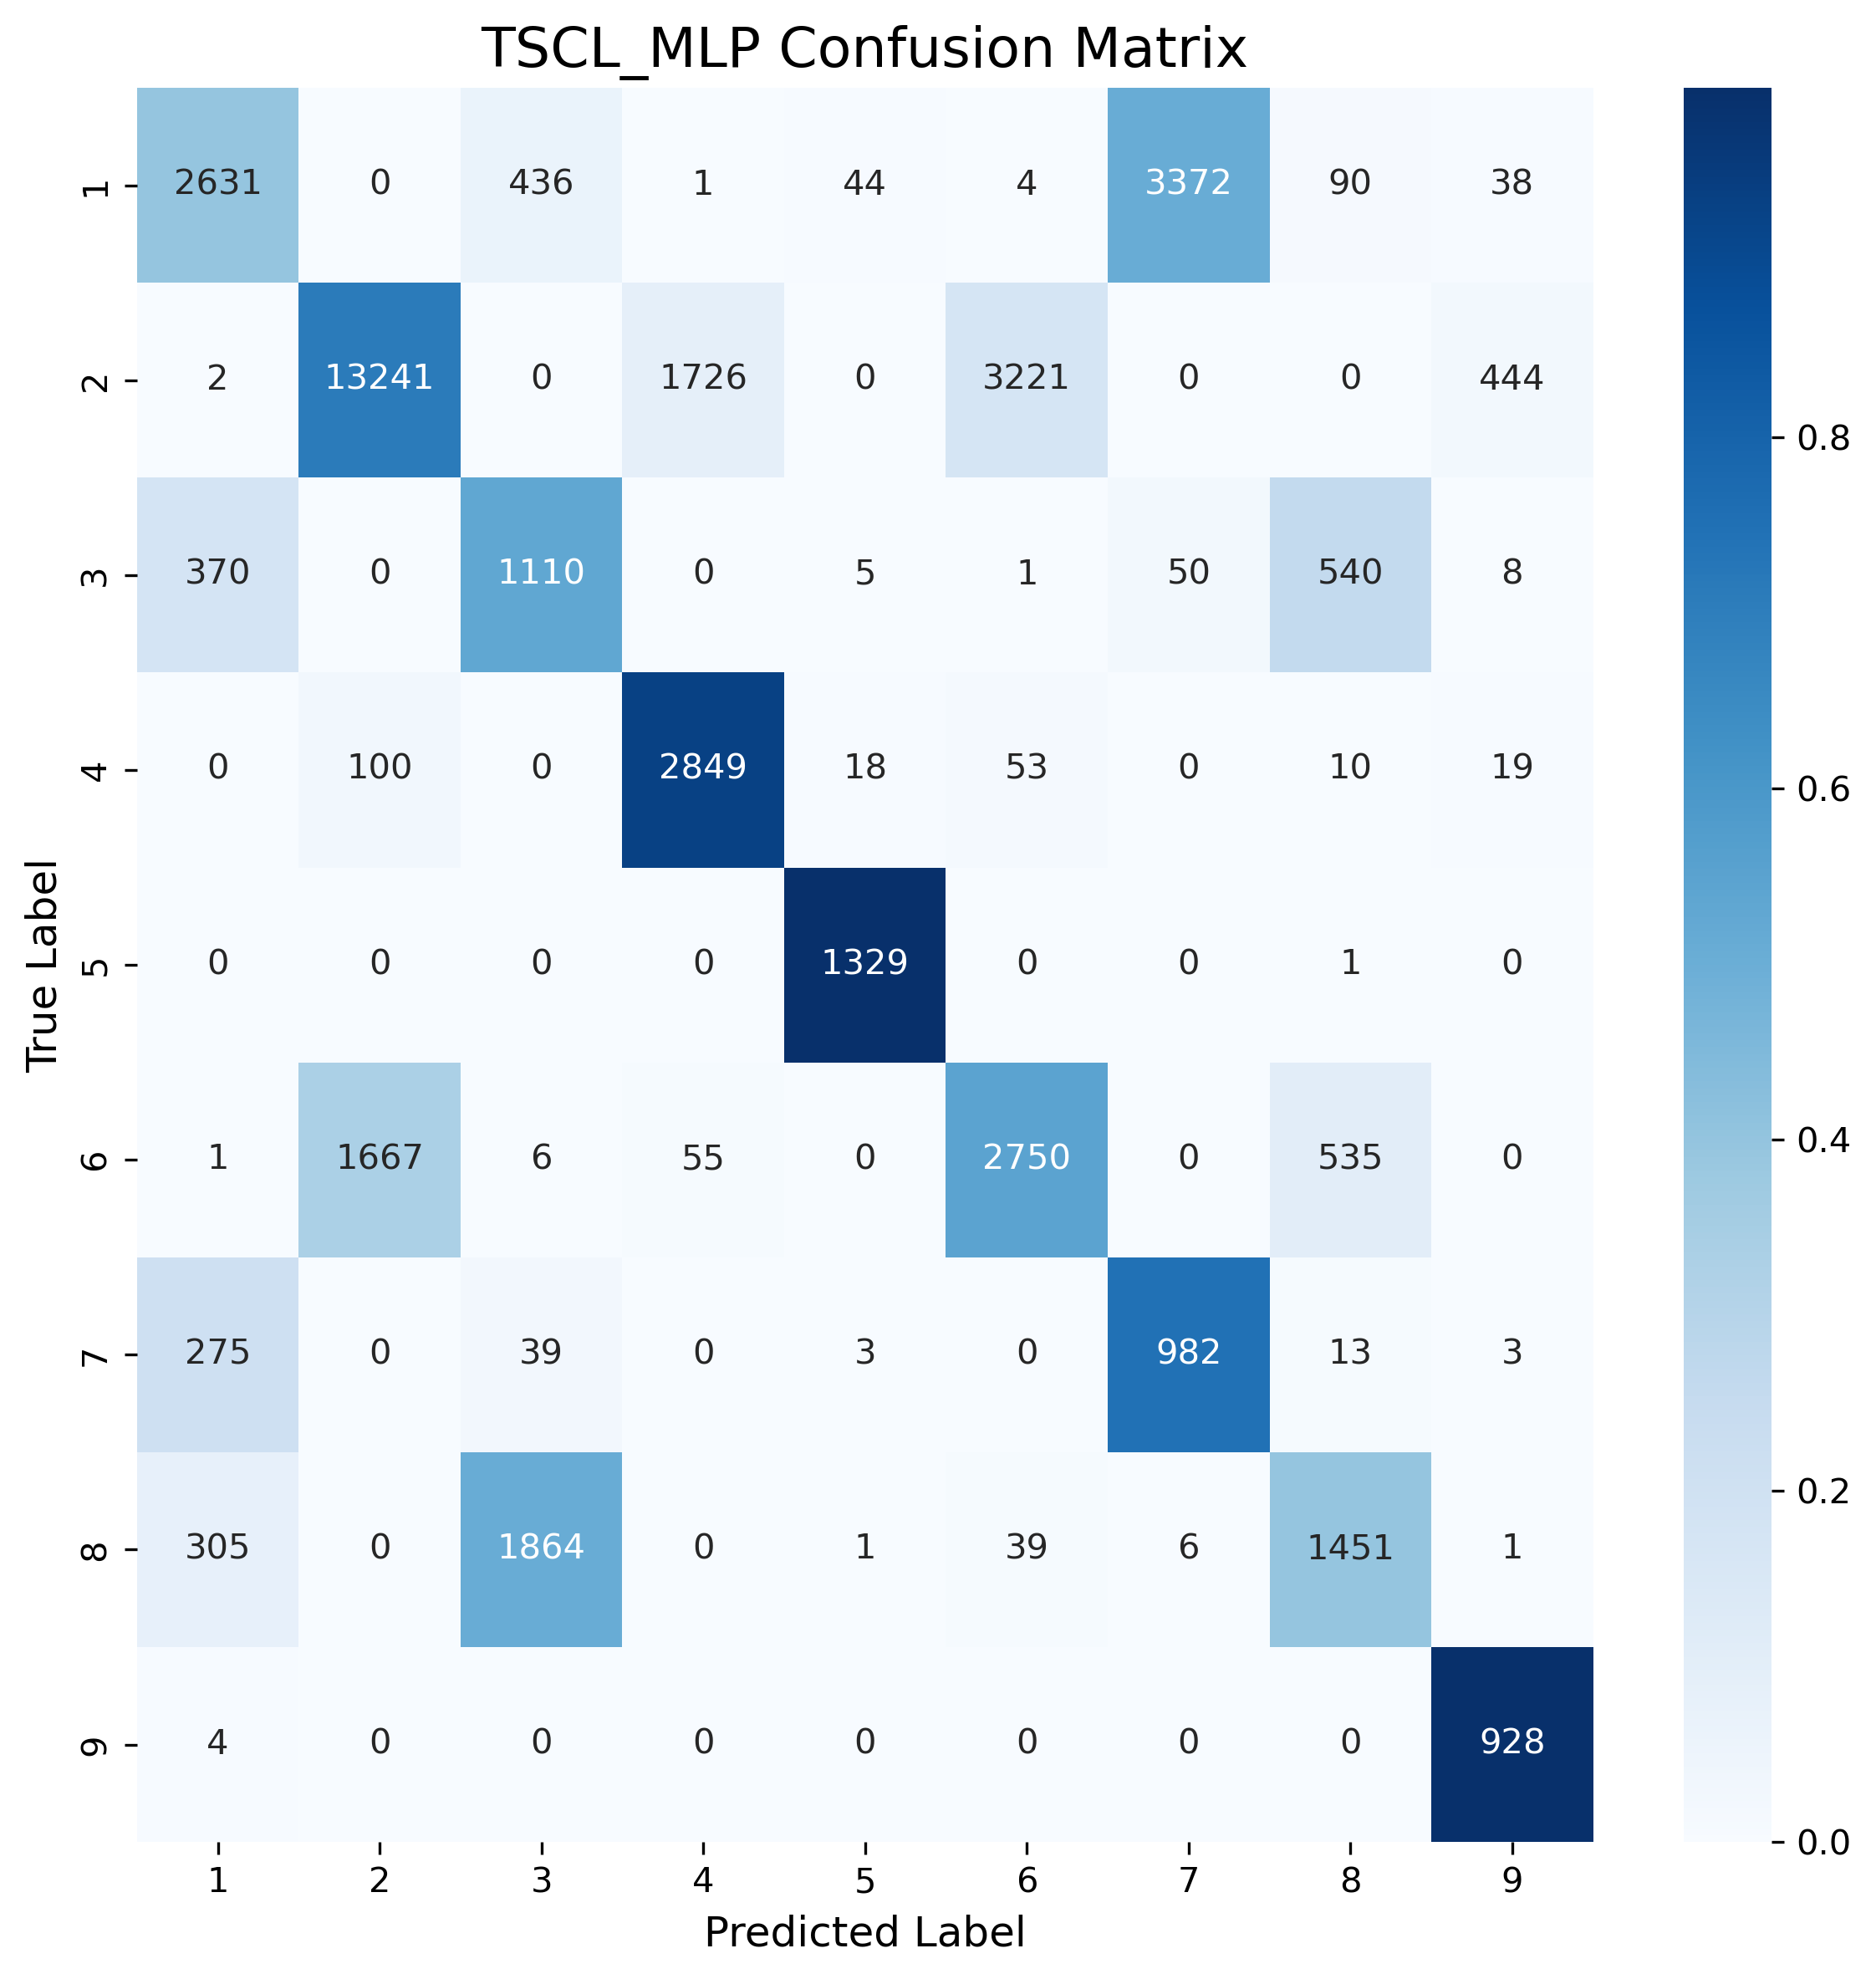 TSCL_MLP Confusion Matrix
1 2631 0 436 1 44 4 3372 90 38
2 2 13241 0 1726 0 3221 0 0 444
3 370 0 1110 0 5 1 50 540 8
4 0 100 0 2849 18 53 0 10 19
5 0 0 0 0 1329 0 0 1 0
6 1 1667 6 55 0 2750 0 535 0
7 275 0 39 0 3 0 982 13 3
8 305 0 1864 0 1 39 6 1451 1
9 4 0 0 0 0 0 0 0 928
1 2 3 4 5 6 7 8 9
Predicted Label
True Label
0.8
0.6
0.4
0.2
0.0